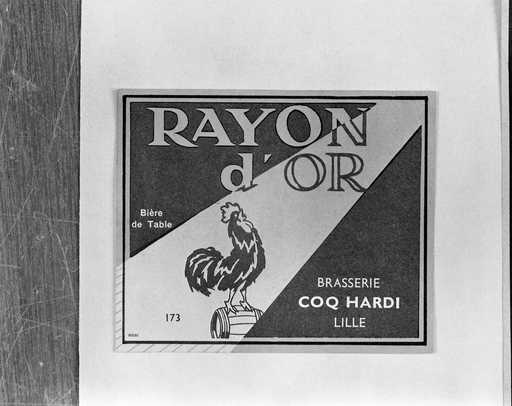 RAYON
d'OR
Bière
de Table
BRASSERIE
COQ HARDI
LILLE
173